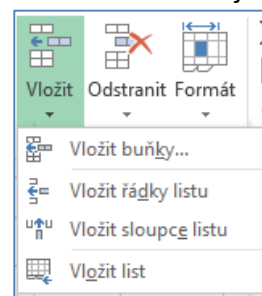 Vložit Odstranit Formát
Vložit buňky...
Vložit řádky listu
Vložit sloupce listu
Vložit list